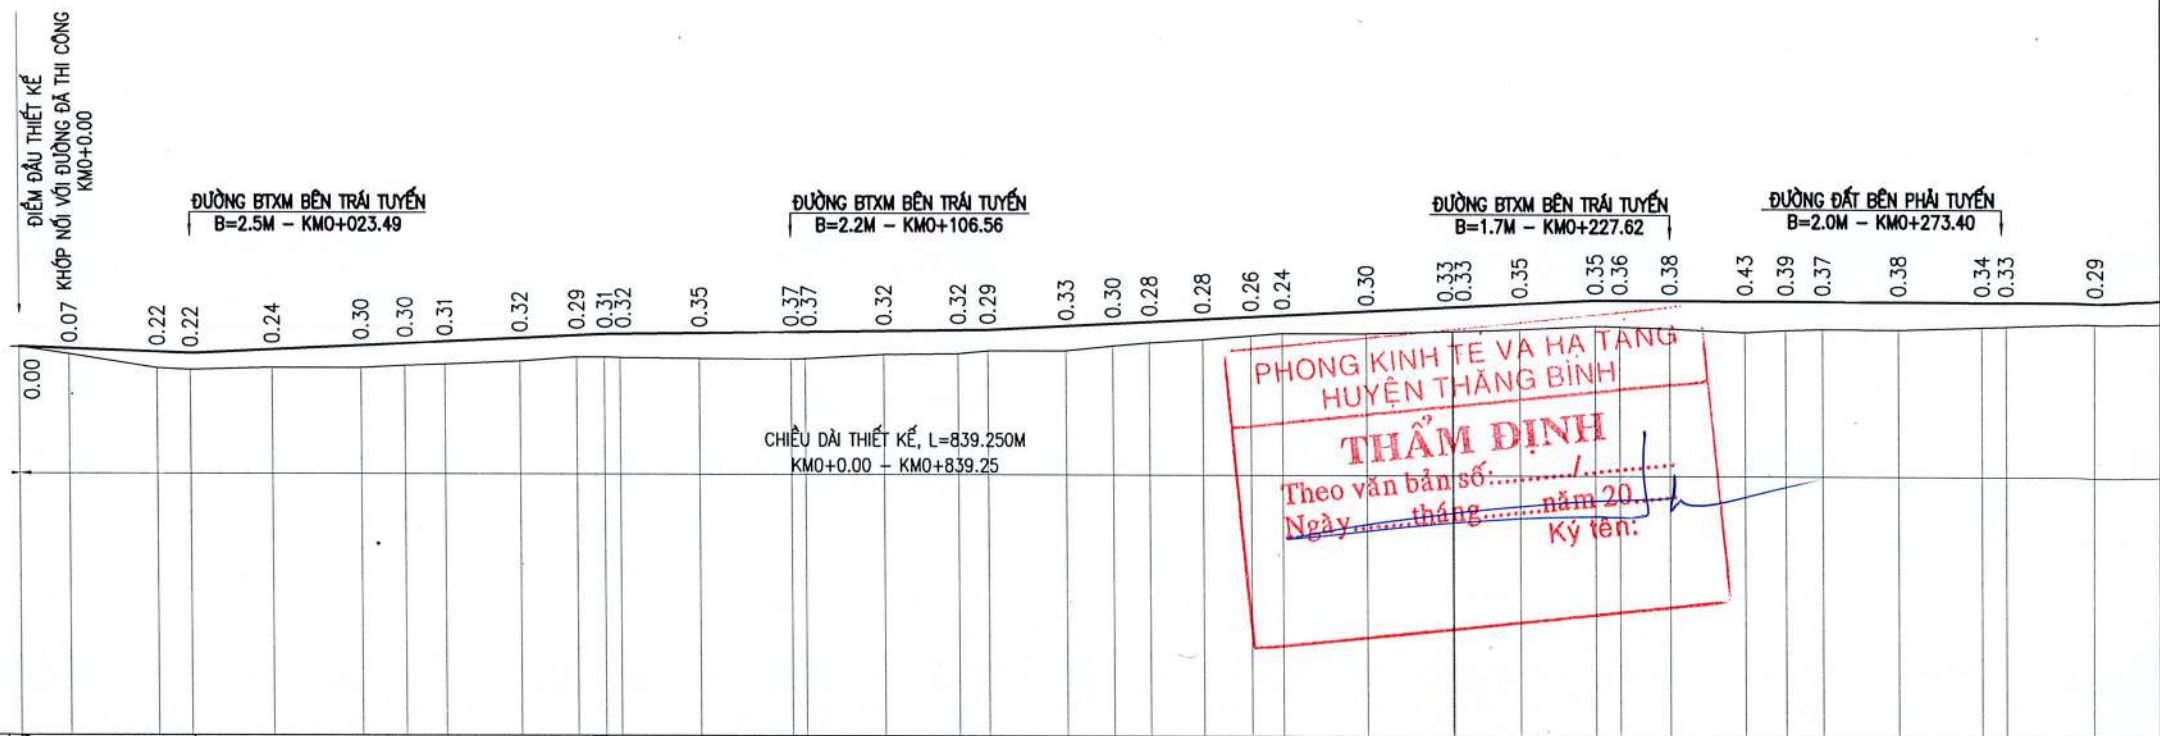 ĐIỂM ĐẦU THIẾT KẾ
KHỚP NỐI VỚI ĐƯỜNG ĐÃ THI CÔNG
KM0+0.00
ĐƯỜNG BTXM BÊN TRÁI TUYẾN
B=2.5M – KM0+023.49
ĐƯỜNG BTXM BÊN TRÁI TUYẾN
B=2.2M – KM0+106.56
ĐƯỜNG BTXM BÊN TRÁI TUYẾN
B=1.7M – KM0+227.62
ĐƯỜNG ĐẤT BÊN PHẢI TUYẾN
B=2.0M – KM0+273.40
0.00
0.07
0.22
0.22
0.24
0.30
0.30
0.31
0.32
0.29
0.31
0.32
0.35
0.37
0.37
0.32
0.32
0.29
0.33
0.30
0.28
0.28
0.26
0.24
0.30
0.33
0.33
0.35
0.35
0.36
0.38
0.43
0.39
0.37
0.38
0.34
0.33
0.29
CHIỀU DÀI THIẾT KẾ, L=839.250M
KM0+0.00 – KM0+839.25
PHÒNG KINH TẾ VÀ HẠ TẦNG
HUYỆN THĂNG BÌNH
THẨM ĐỊNH
Theo văn bản số:........../..............
Ngày.........tháng.........năm 20......
Ký tên: